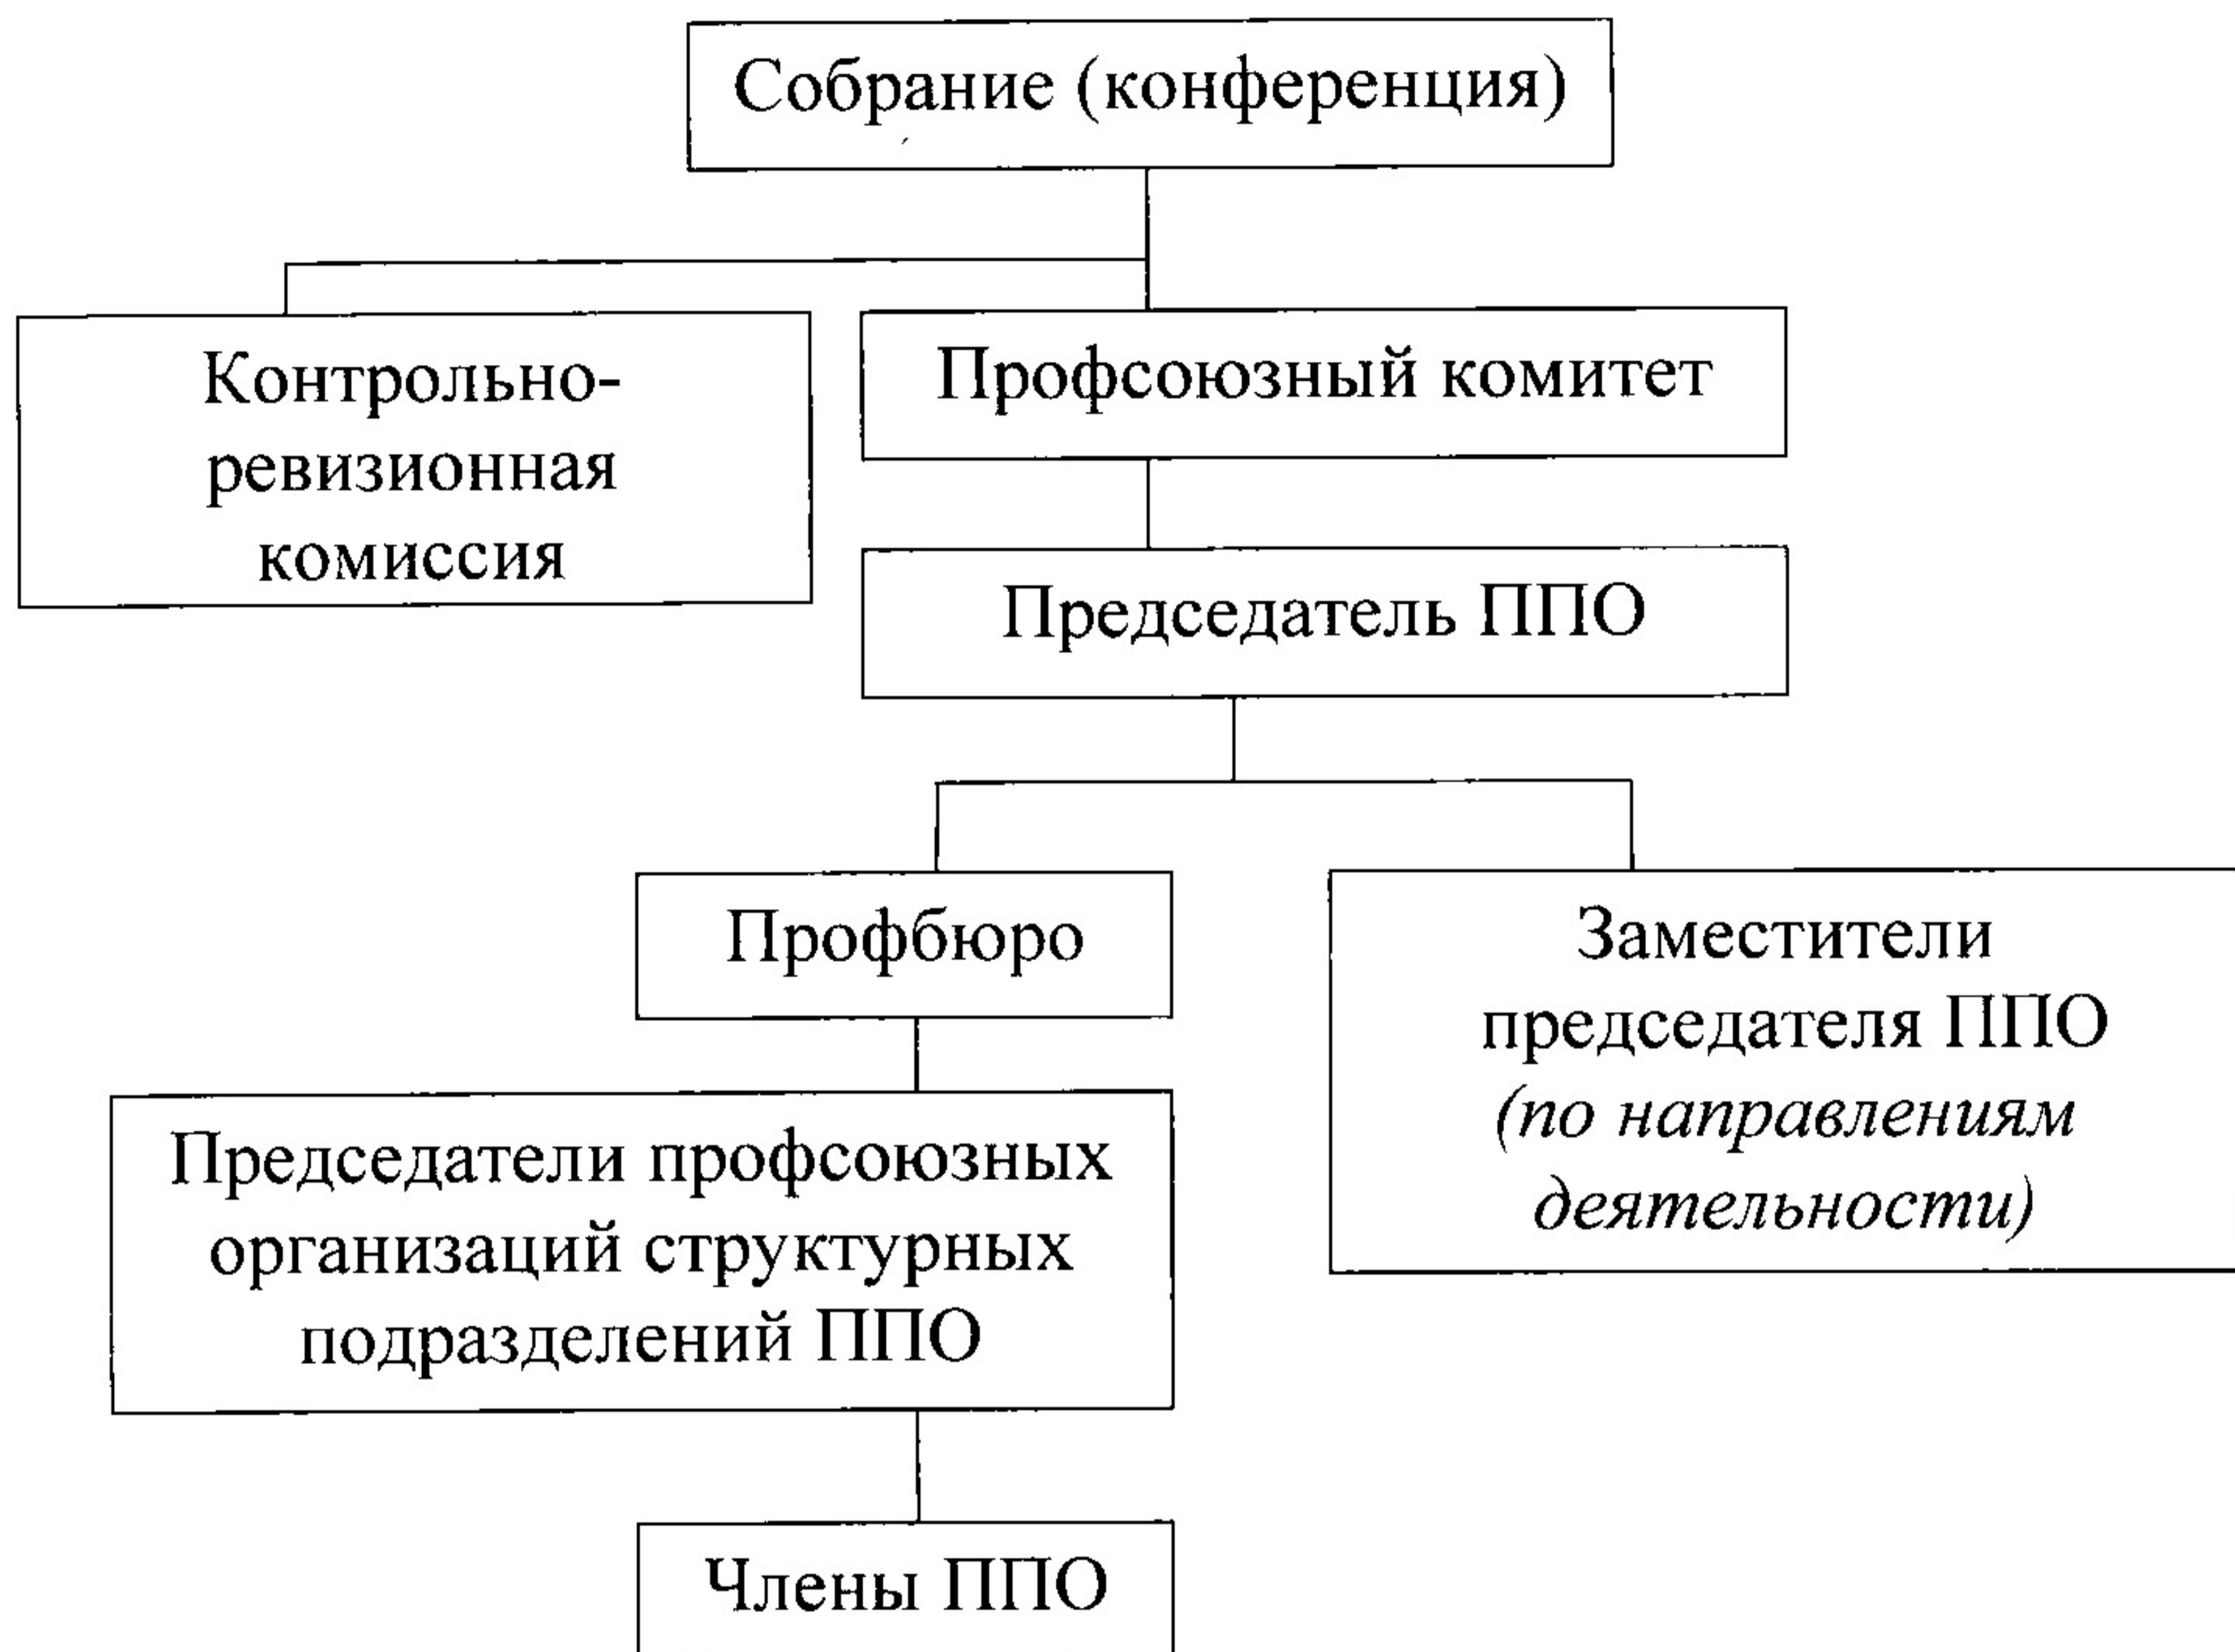 Собрание (конференция)
Контрольно-
ревизионная
комиссия
Профсоюзный комитет
Председатель ППО
Профбюро
Заместители
председателя ППО
(по направлениям
деятельности)
Председатели профсоюзных
организаций структурных
подразделений ППО
Члены ППО